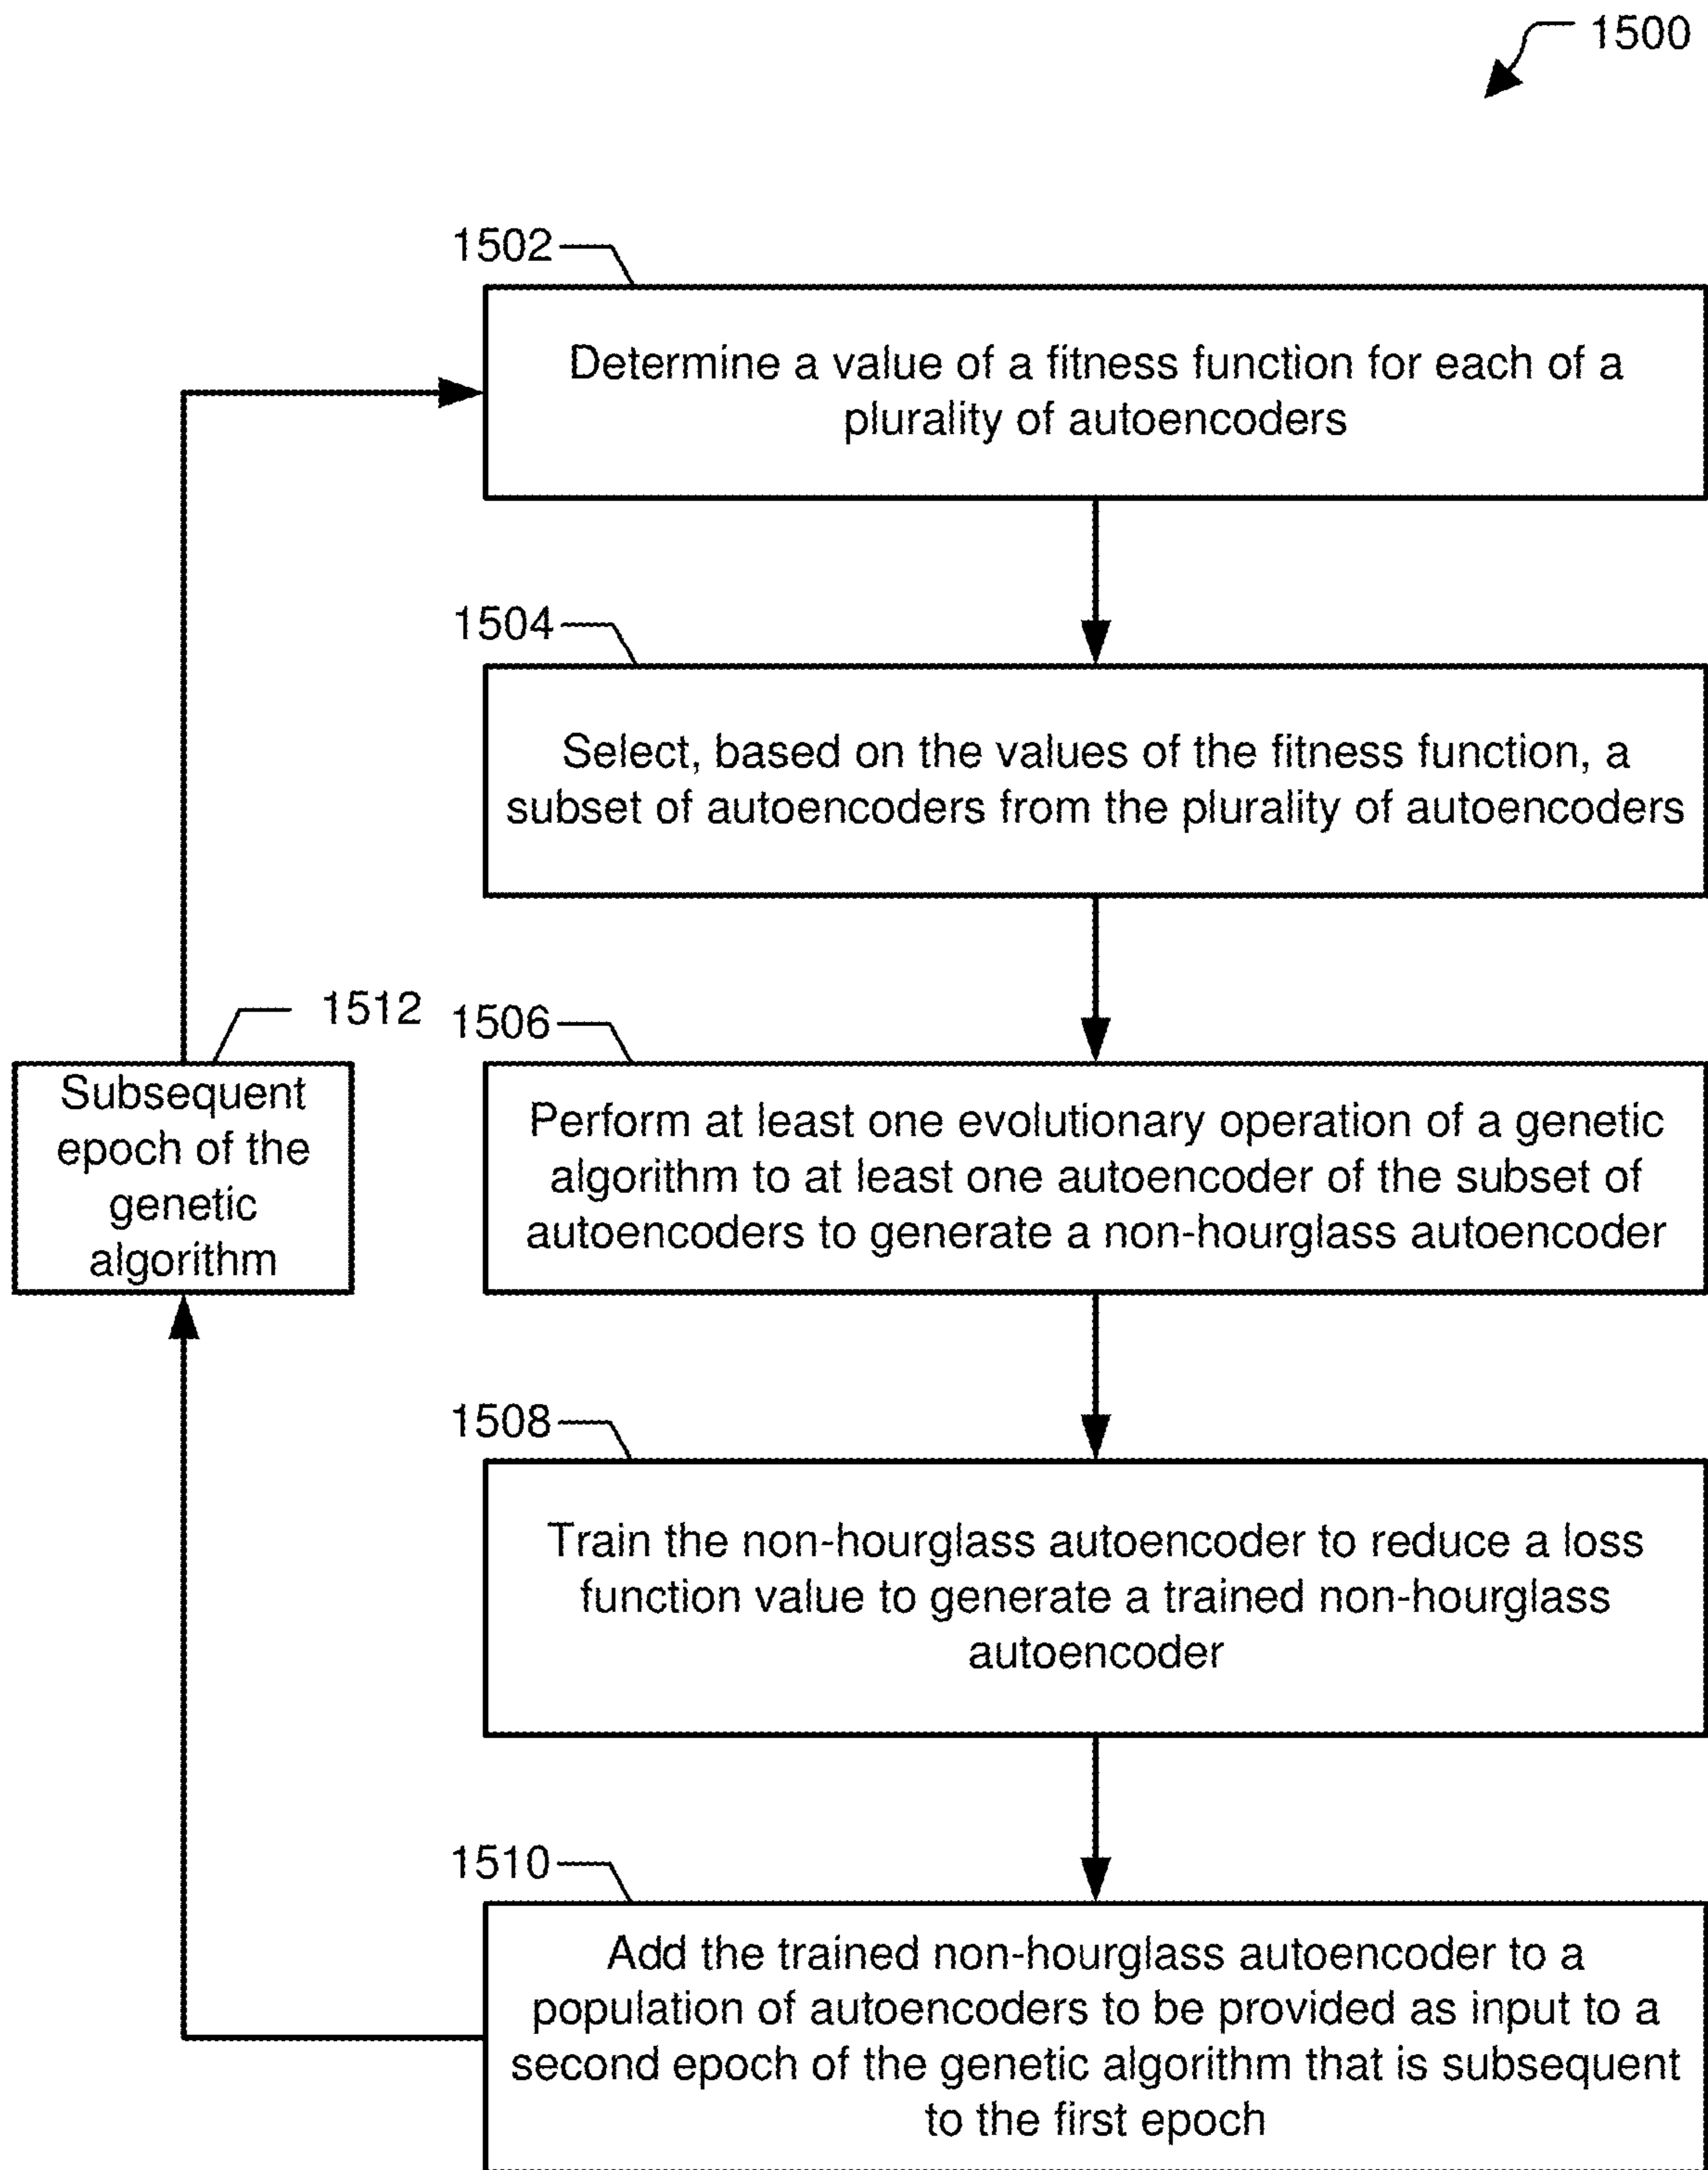 1500
1502
Determine a value of a fitness function for each of a
plurality of autoencoders
1504
Select, based on the values of the fitness function, a
subset of autoencoders from the plurality of autoencoders
1506
Perform at least one evolutionary operation of a genetic
algorithm to at least one autoencoder of the subset of
autoencoders to generate a non-hourglass autoencoder
1508
Train the non-hourglass autoencoder to reduce a loss
function value to generate a trained non-hourglass
autoencoder
1510
Add the trained non-hourglass autoencoder to a
population of autoencoders to be provided as input to a
second epoch of the genetic algorithm that is subsequent
to the first epoch
1512
Subsequent
epoch of the
genetic
algorithm